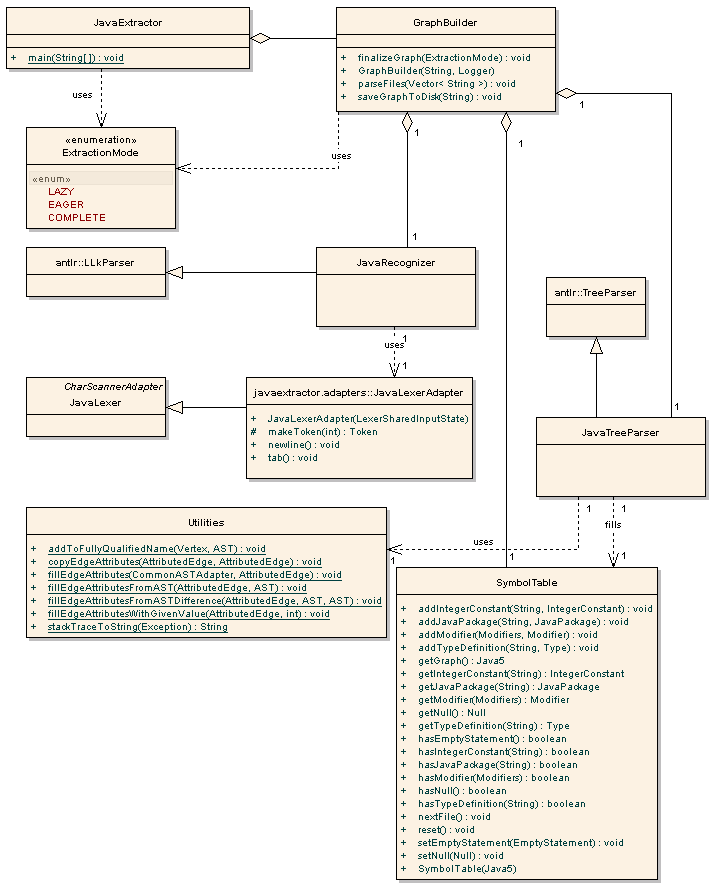 JavaExtractor
+ main(String[]) : void
GraphBuilder
+ finalizeGraph(ExtractionMode) : void
+ GraphBuilder(String, Logger)
+ parseFiles(Vector< String >) : void
+ saveGraphToDisk(String) : void
uses
1
1
1
«enumeration»
ExtractionMode
«enum»
LAZY
EAGER
COMPLETE
uses
1
antlr::LLkParser
JavaRecognizer
antlr::TreeParser
1
uses
1
CharScannerAdapter
JavaLexer
javaextractor.adapters::JavaLexerAdapter
+ JavaLexerAdapter(LexerSharedInputState)
# makeToken(int) : Token
+ newline() : void
+ tab() : void
1
JavaTreeParser
1
1
fills
uses
1
1
1
Utilities
+ addToFullyQualifiedName(Vertex, AST) : void
+ copyEdgeAttributes(AttributedEdge, AttributedEdge) : void
+ fillEdgeAttributes(CommonASTAdapter, AttributedEdge) : void
+ fillEdgeAttributesFromAST(AttributedEdge, AST) : void
+ fillEdgeAttributesFromASTDifference(AttributedEdge, AST, AST) : void
+ fillEdgeAttributesWithGivenValue(AttributedEdge, int) : void
+ stackTraceToString(Exception) : String
SymbolTable
+ addIntegerConstant(String, IntegerConstant) : void
+ addJavaPackage(String, JavaPackage) : void
+ addModifier(Modifiers, Modifier) : void
+ addTypeDefinition(String, Type) : void
+ getGraph() : Java5
+ getIntegerConstant(String) : IntegerConstant
+ getJavaPackage(String) : JavaPackage
+ getModifier(Modifiers) : Modifier
+ getNull() : Null
+ getTypeDefinition(String) : Type
+ hasEmptyStatement() : boolean
+ hasIntegerConstant(String) : boolean
+ hasJavaPackage(String) : boolean
+ hasModifier(Modifiers) : boolean
+ hasNull() : boolean
+ hasTypeDefinition(String) : boolean
+ nextFile() : void
+ reset() : void
+ setEmptyStatement(EmptyStatement) : void
+ setNull(Null) : void
+ SymbolTable(Java5)